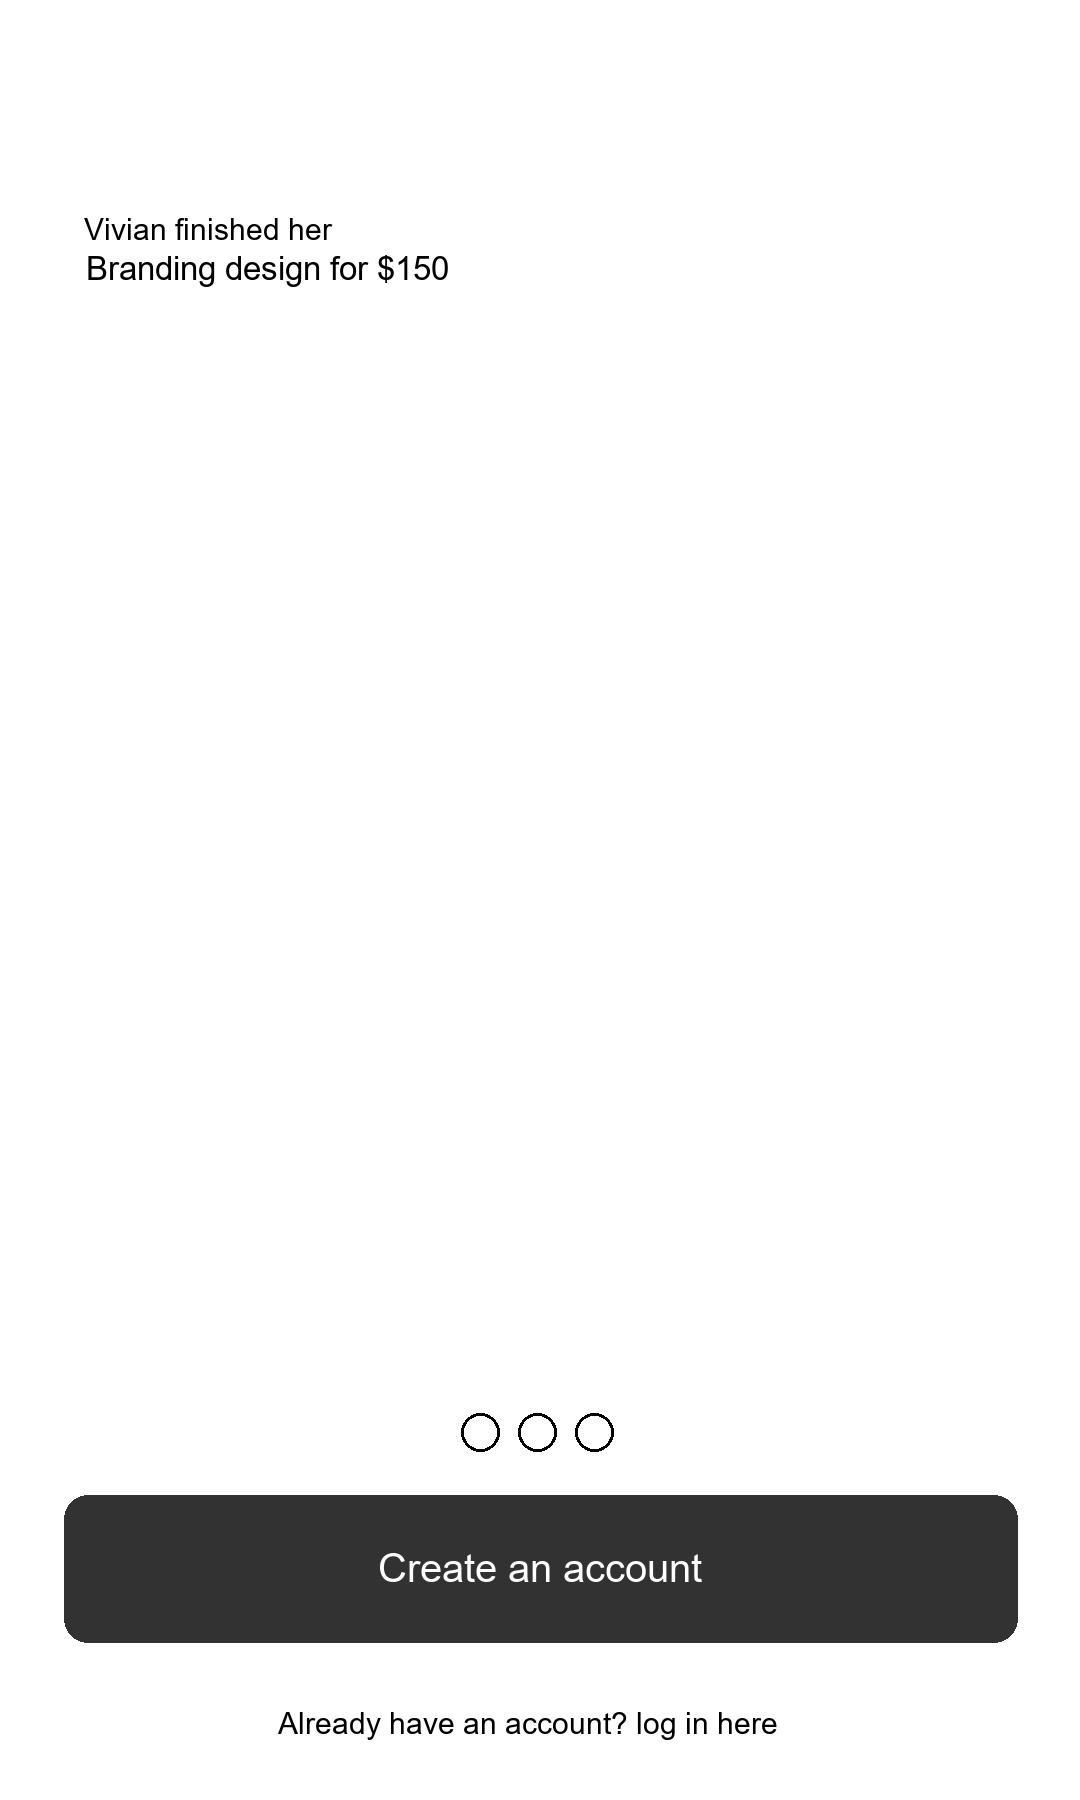 Vivian finished her
Branding design for $150
Create an account
Already have an account? log in here